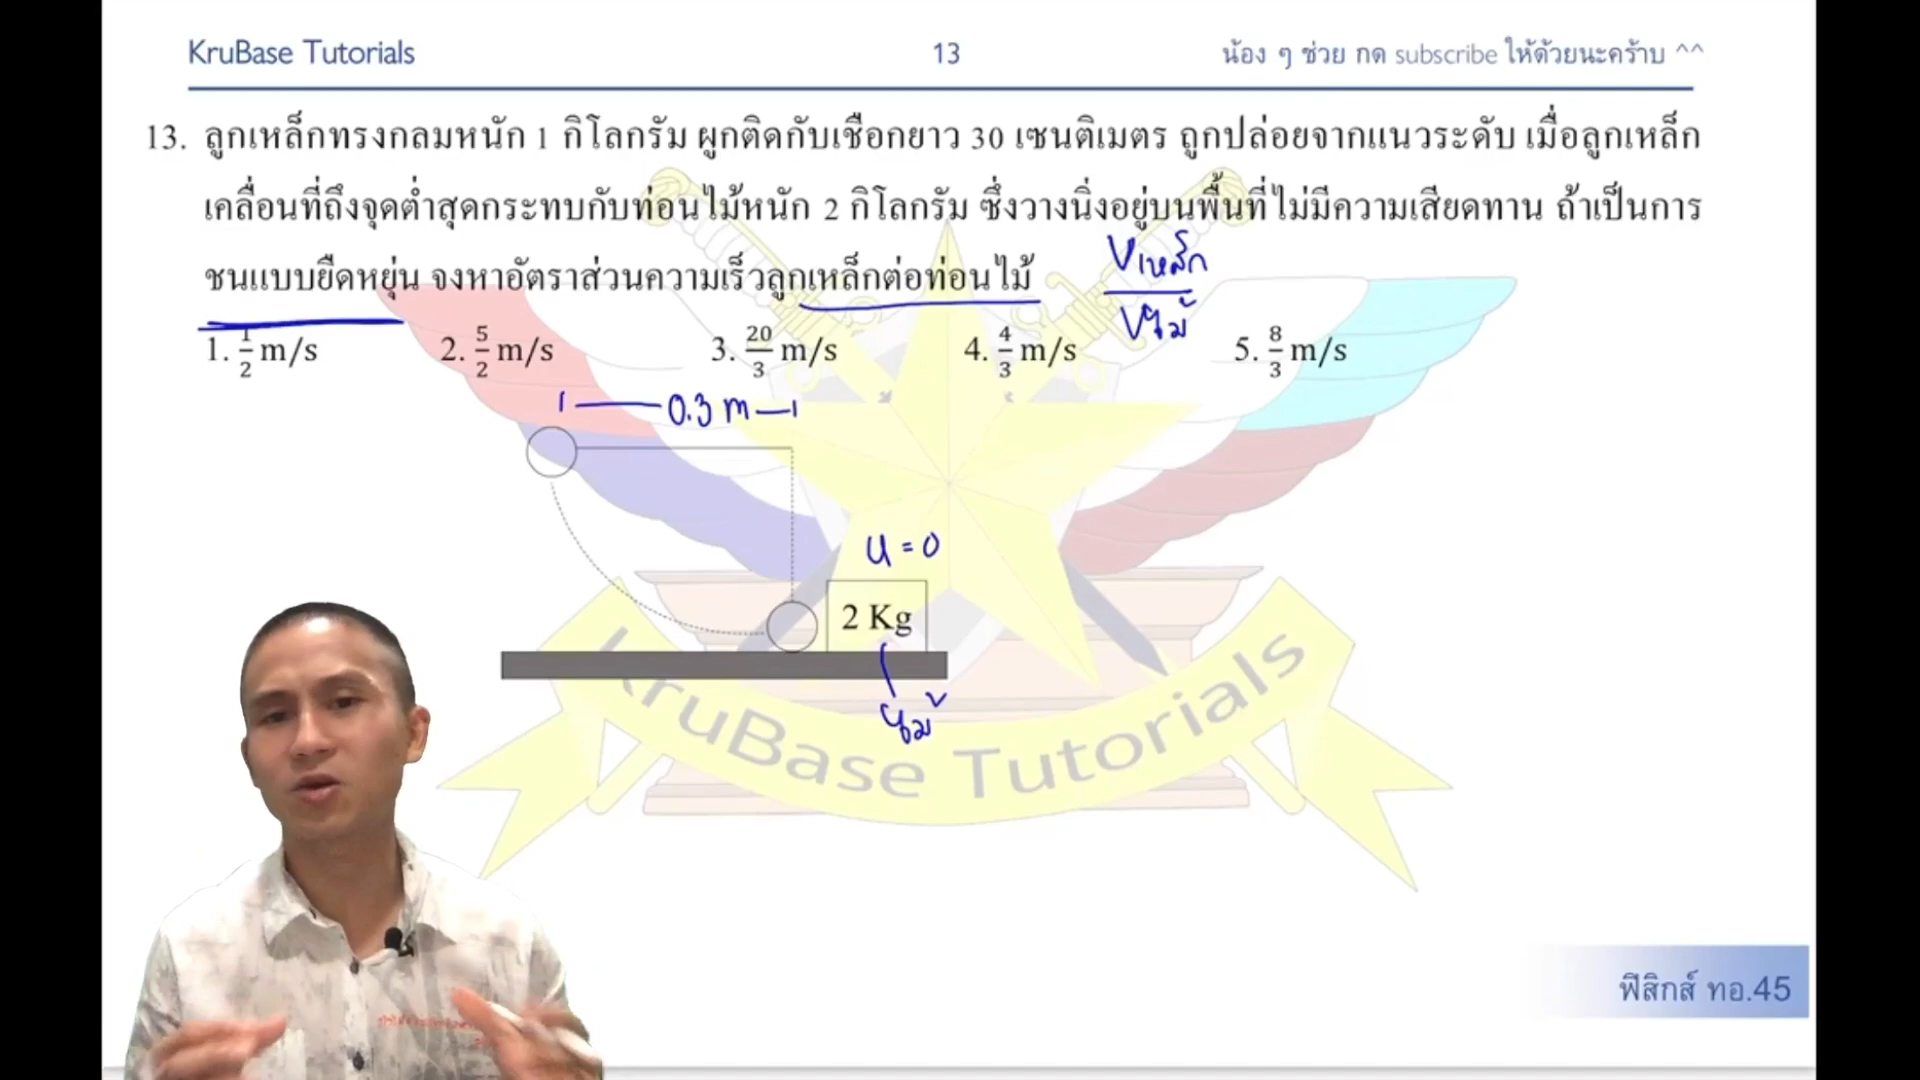 KruBase Tutorials 13 น้อง ๆ ช่วย กด subscribe ให้ด้วยนะคร้าบ ^^
13. ลูกเหล็กทรงกลมหนัก 1 กิโลกรัม ผูกติดกับเชือกยาว 30 เซนติเมตร ถูกปล่อยจากแนวระดับ เมื่อลูกเหล็ก
เคลื่อนที่ถึงจุดต่ำสุดกระทบกับท่อนไม้หนัก 2 กิโลกรัม ซึ่งวางนิ่งอยู่บนพื้นที่ไม่มีความเสียดทาน ถ้าเป็นการ
ชนแบบยืดหยุ่น จงหาอัตราส่วนความเร็วลูกเหล็กต่อท่อนไม้
Vเหล็ก
Vไม้
1. 1/2 m/s 2. 5/2 m/s 3. 20/3 m/s 4. 4/3 m/s 5. 8/3 m/s
0.3 m
u = 0
2 Kg
ไม้
KruBase Tutorials
ฟิสิกส์ ทอ.45